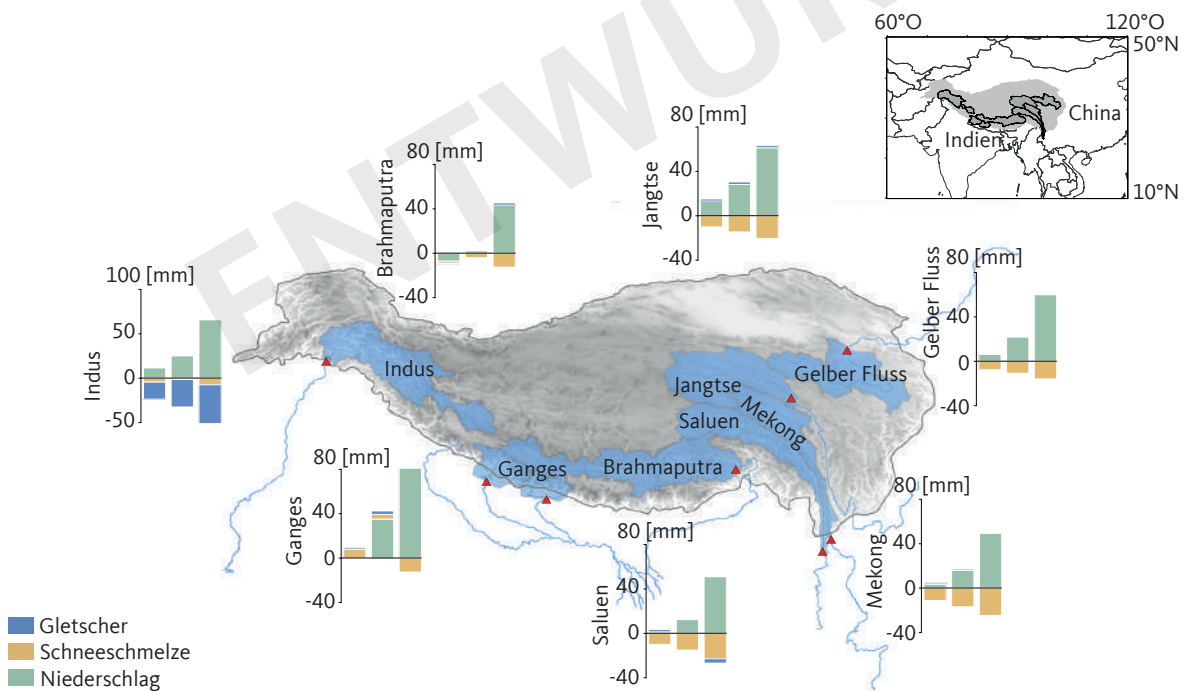 ENTWUR
60°O
120°O
50°N
China
Indien
10°N
80 [mm]
40
0
-40
Jangtse
80 [mm]
40
0
-40
Brahmaputra
100 [mm]
50
0
-50
Indus
80 [mm]
40
0
-40
Gelber Fluss
Indus
Jangtse
Gelber Fluss
Mekong
Saluen
Ganges
Brahmaputra
80 [mm]
40
0
-40
Ganges
80 [mm]
40
0
-40
Saluen
80 [mm]
40
0
-40
Mekong
Gletscher
Schneeschmelze
Niederschlag